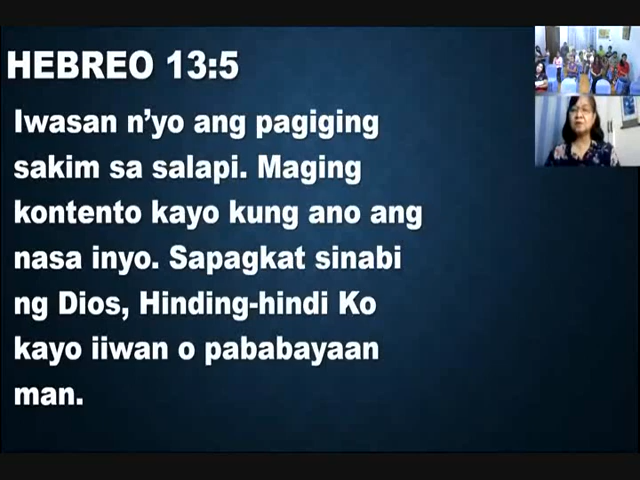 HEBREO 13:5
Iwasan n'yo ang pagiging
sakim sa salapi. Maging
kontento kayo kung ano ang
nasa inyo. Sapagkat sinabi
ng Dios, Hinding-hindi Ko
kayo iiwan o pababayaan
man.